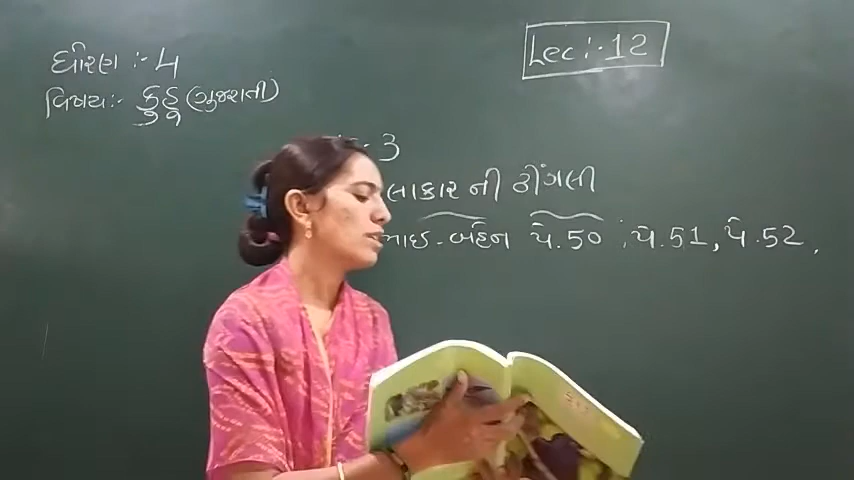 Lec :- 12
ધોરણ :- 4
વિષય :- કુહૂ (ગુજરાતી)
3
લાકાર ની ઢીંગલી
ભાઈ - બહેન પે. 50 , પે. 51, પે. 52,